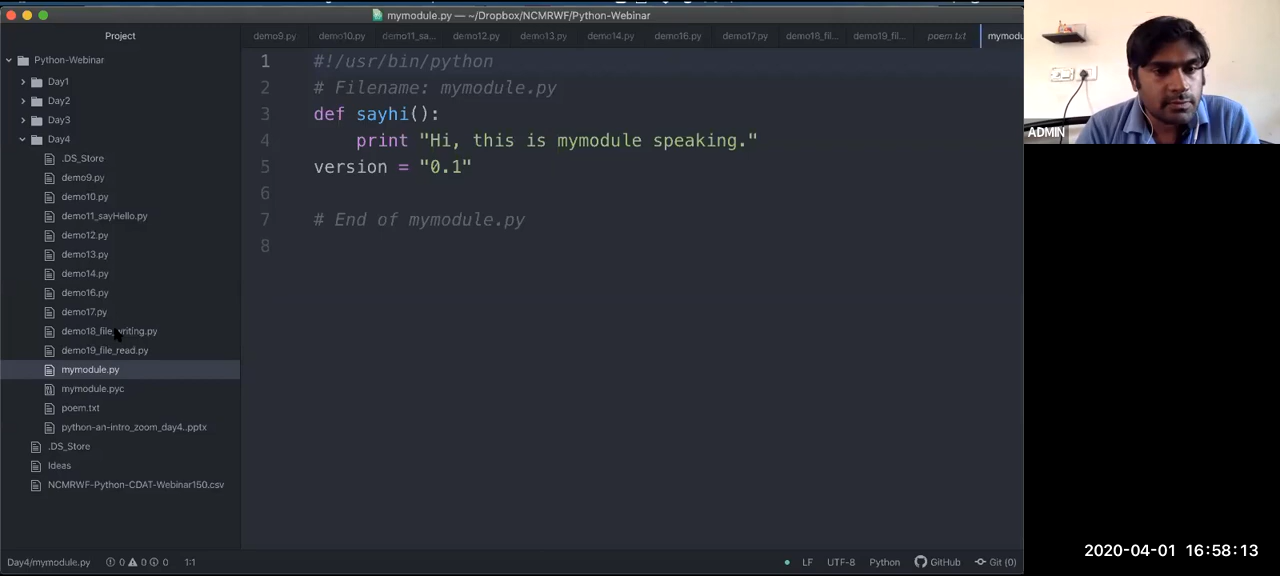 mymodule.py — ~/Dropbox/NCMRWF/Python-Webinar
Project
demo9.py
demo10.py
demo11_sa...
demo12.py
demo13.py
demo14.py
demo16.py
demo17.py
demo18_fil...
demo19_fil...
poem.txt
mymodu
Python-Webinar
Day1
Day2
Day3
Day4
.DS_Store
demo9.py
demo10.py
demo11_sayHello.py
demo12.py
demo13.py
demo14.py
demo16.py
demo17.py
demo18_file_writing.py
demo19_file_read.py
mymodule.py
mymodule.pyc
poem.txt
python-an-intro_zoom_day4..pptx
.DS_Store
Ideas
NCMRWF-Python-CDAT-Webinar150.csv
1 #!/usr/bin/python
2 # Filename: mymodule.py
3 def sayhi():
4 print "Hi, this is mymodule speaking."
5 version = "0.1"
6
7 # End of mymodule.py
8
Day4/mymodule.py 0 0 0 1:1
LF UTF-8 Python GitHub Git (0)
ADMIN
2020-04-01 16:58:13